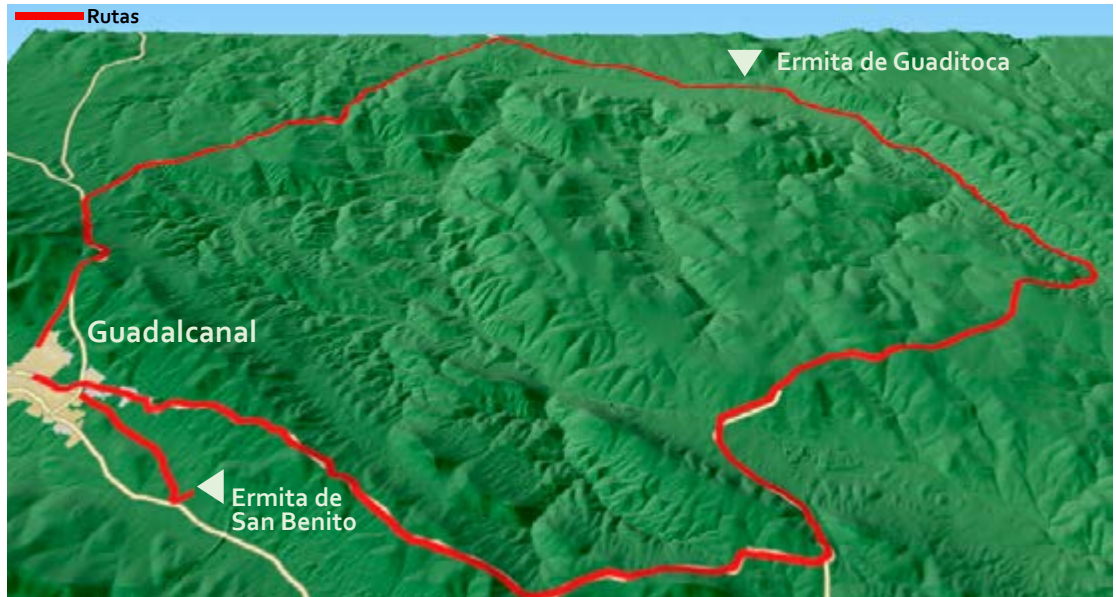 Rutas
Ermita de Guaditoca
Guadalcanal
Ermita de
San Benito